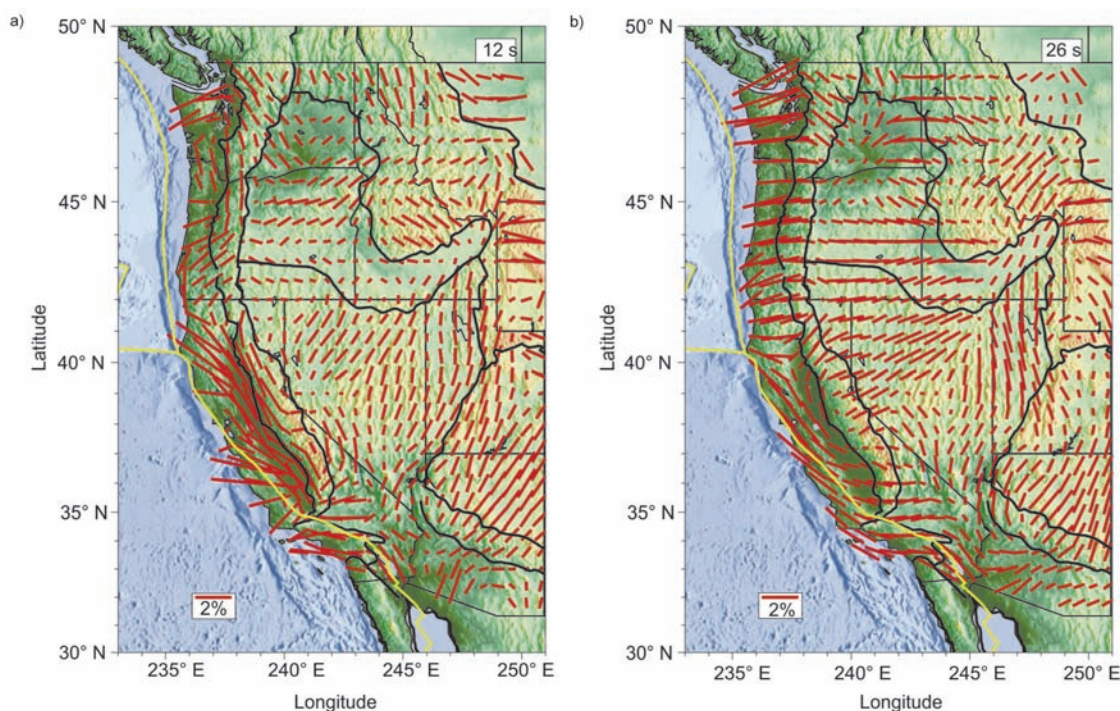 a)
12 s
50° N
45° N
40° N
35° N
30° N
Latitude
2%
235° E
240° E
245° E
250° E
Longitude
b)
26 s
50° N
45° N
40° N
35° N
30° N
Latitude
2%
235° E
240° E
245° E
250° E
Longitude